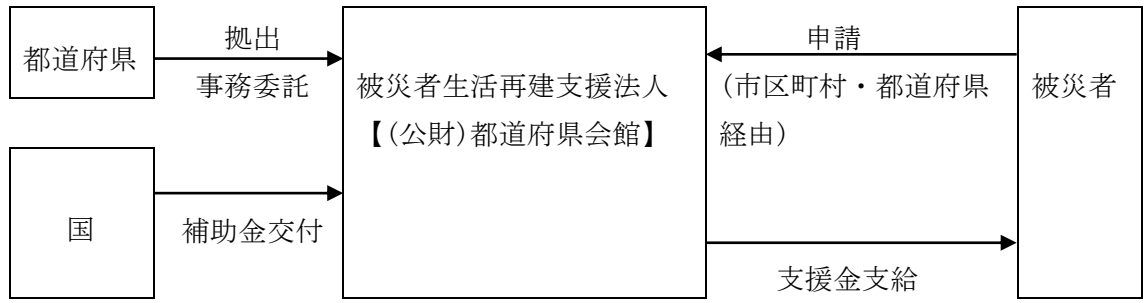 都道府県
拠出
事務委託
被災者生活再建支援法人
【(公財)都道府県会館】
申請
(市区町村・都道府県
経由)
被災者
国
補助金交付
支援金支給